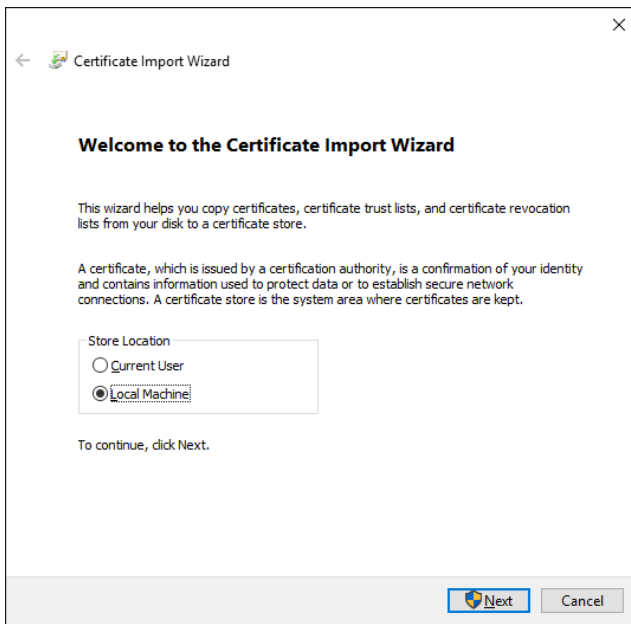 Certificate Import Wizard
Welcome to the Certificate Import Wizard
This wizard helps you copy certificates, certificate trust lists, and certificate revocation
lists from your disk to a certificate store.
A certificate, which is issued by a certification authority, is a confirmation of your identity
and contains information used to protect data or to establish secure network
connections. A certificate store is the system area where certificates are kept.
Store Location
Current User
Local Machine
To continue, click Next.
Next Cancel